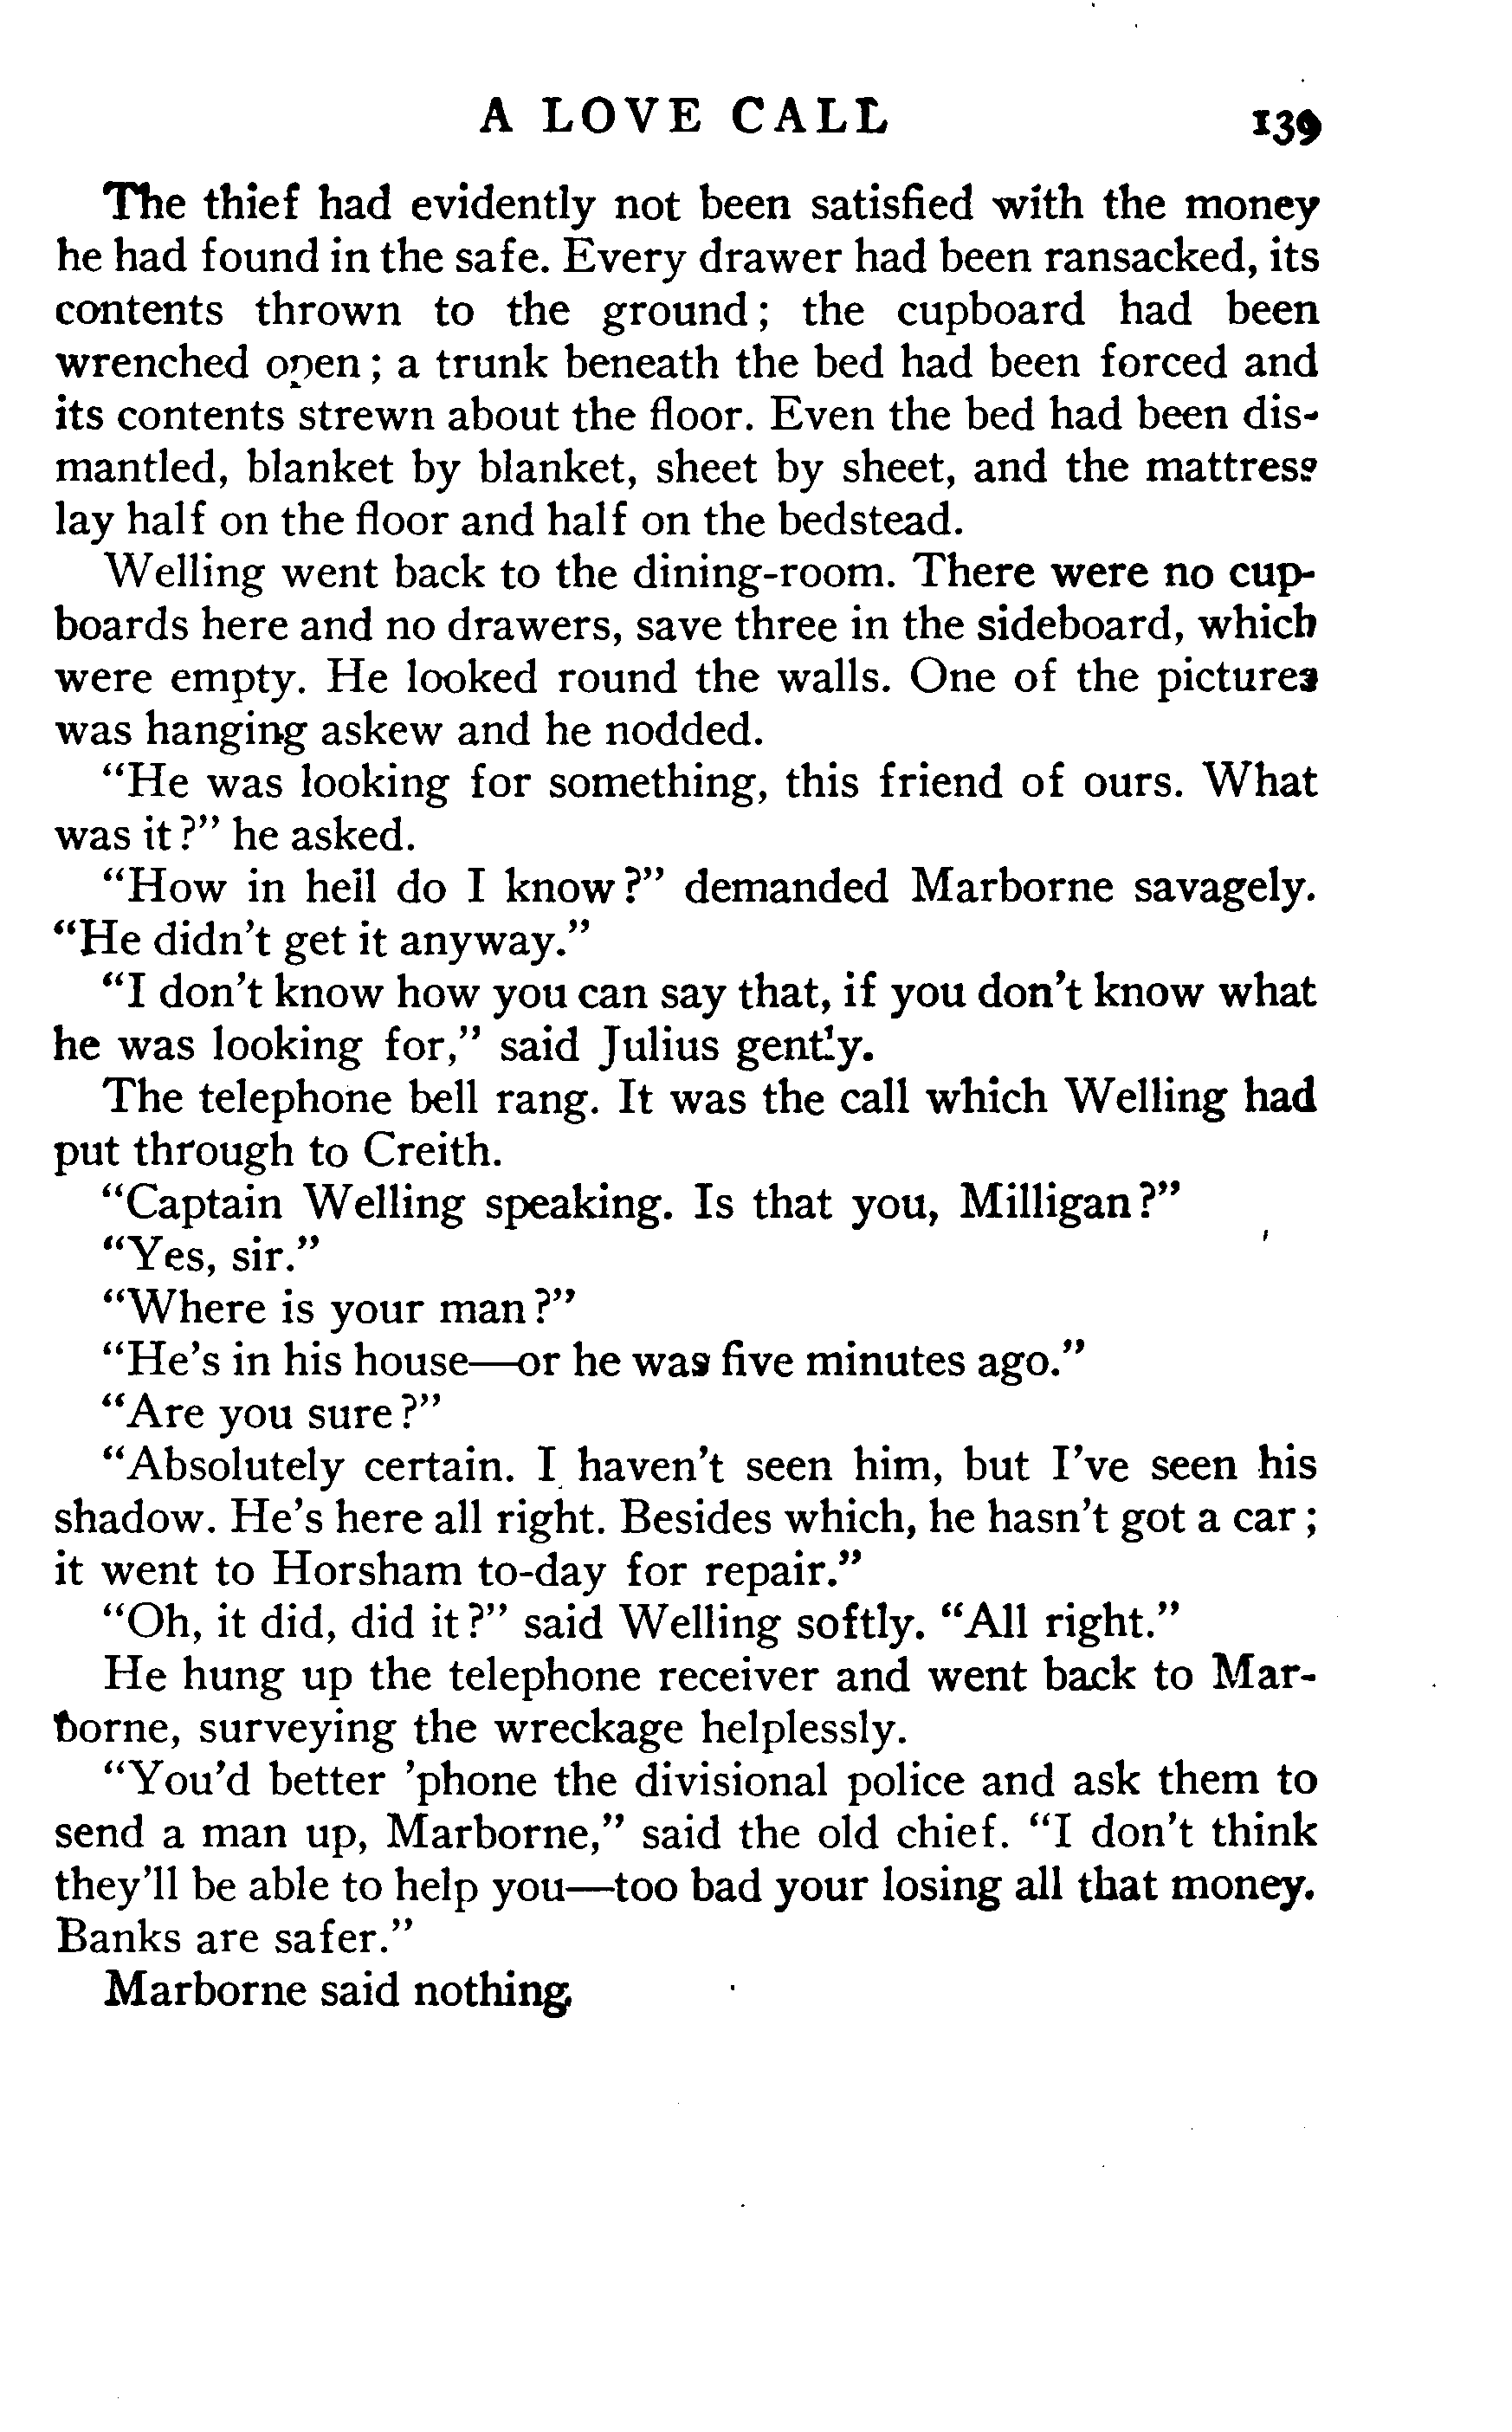 A LOVE CALL 139
The thief had evidently not been satisfied with the money
he had found in the safe. Every drawer had been ransacked, its
contents thrown to the ground; the cupboard had been
wrenched open; a trunk beneath the bed had been forced and
its contents strewn about the floor. Even the bed had been dis-
mantled, blanket by blanket, sheet by sheet, and the mattress
lay half on the floor and half on the bedstead.
Welling went back to the dining-room. There were no cup-
boards here and no drawers, save three in the sideboard, which
were empty. He looked round the walls. One of the pictures
was hanging askew and he nodded.
“He was looking for something, this friend of ours. What
was it?” he asked.
“How in hell do I know?” demanded Marborne savagely.
“He didn't get it anyway.”
“I don't know how you can say that, if you don't know what
he was looking for,” said Julius gently.
The telephone bell rang. It was the call which Welling had
put through to Creith.
“Captain Welling speaking. Is that you, Milligan?”
“Yes, sir.”
“Where is your man?”
“He's in his house—or he was five minutes ago.”
“Are you sure?”
“Absolutely certain. I haven't seen him, but I've seen his
shadow. He's here all right. Besides which, he hasn't got a car;
it went to Horsham to-day for repair.”
“Oh, it did, did it?” said Welling softly. “All right.”
He hung up the telephone receiver and went back to Mar-
borne, surveying the wreckage helplessly.
“You'd better 'phone the divisional police and ask them to
send a man up, Marborne,” said the old chief. “I don't think
they'll be able to help you—too bad your losing all that money.
Banks are safer.”
Marborne said nothing.